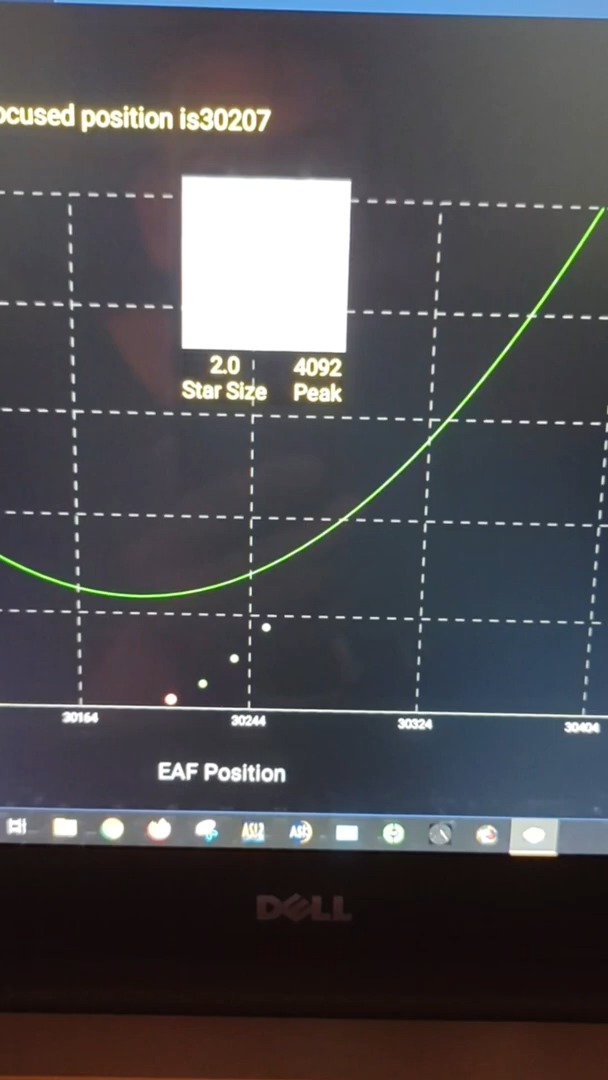 ocused position is30207
2.0 4092
Star Size Peak
30164 30244 30324 30404
EAF Position
DELL